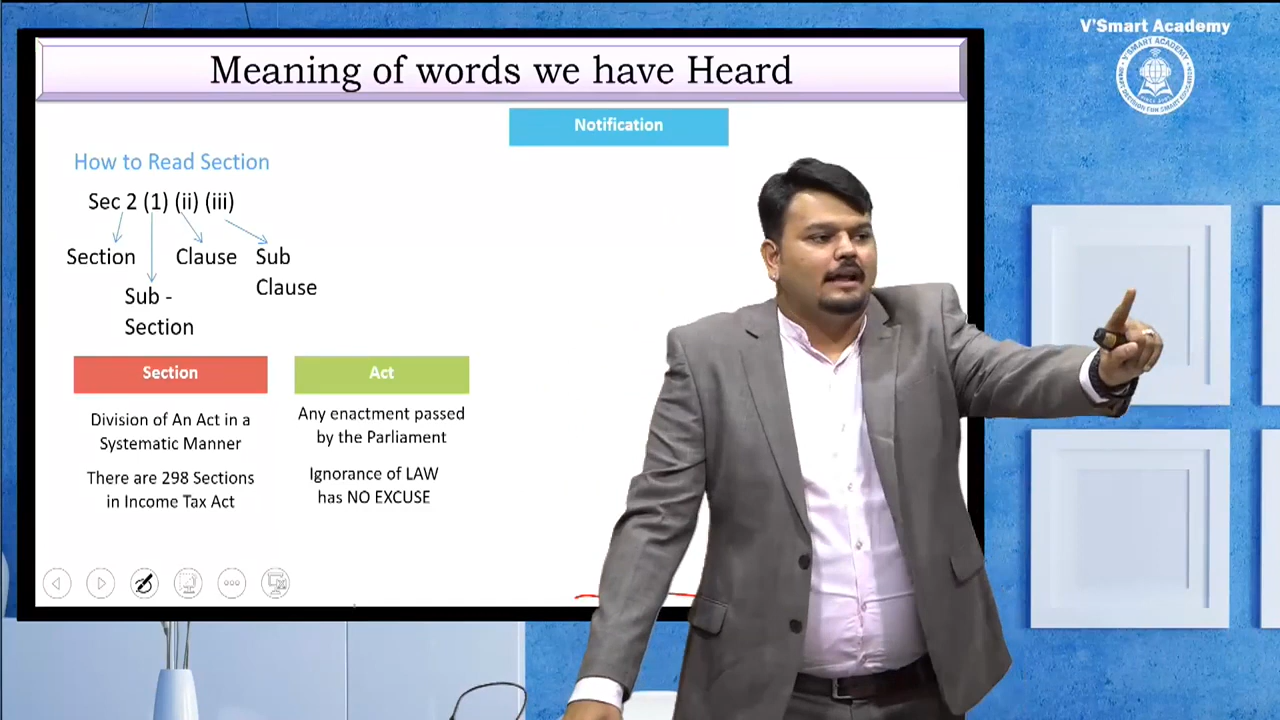 V'Smart Academy
V'SMART ACADEMY
Meaning of words we have Heard
Notification
How to Read Section
Sec 2 (1) (ii) (iii)
Section
Clause
Sub
Clause
Sub -
Section
Section
Division of An Act in a
Systematic Manner
There are 298 Sections
in Income Tax Act
Act
Any enactment passed
by the Parliament
Ignorance of LAW
has NO EXCUSE